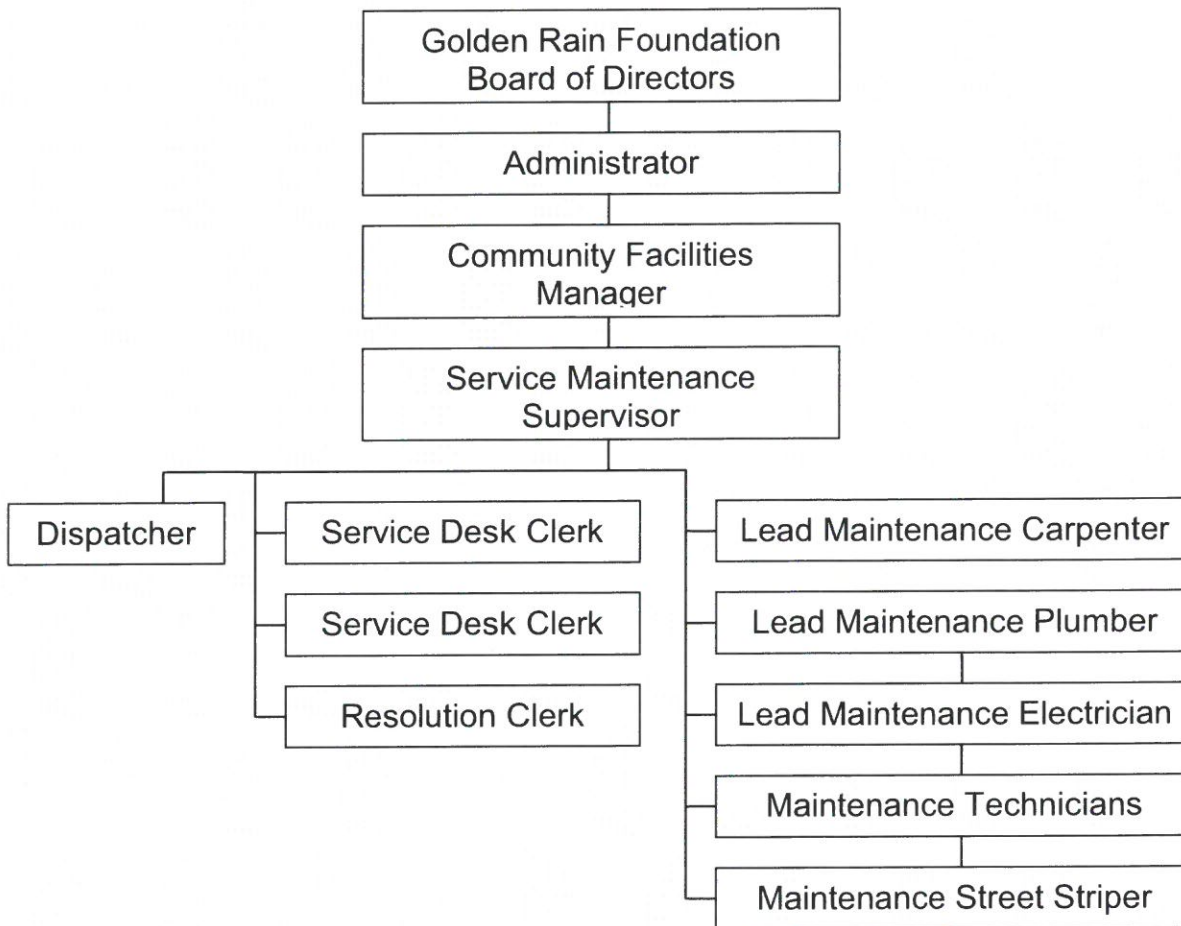 Golden Rain Foundation
Board of Directors
Administrator
Community Facilities
Manager
Service Maintenance
Supervisor
Dispatcher
Service Desk Clerk
Service Desk Clerk
Resolution Clerk
Lead Maintenance Carpenter
Lead Maintenance Plumber
Lead Maintenance Electrician
Maintenance Technicians
Maintenance Street Striper